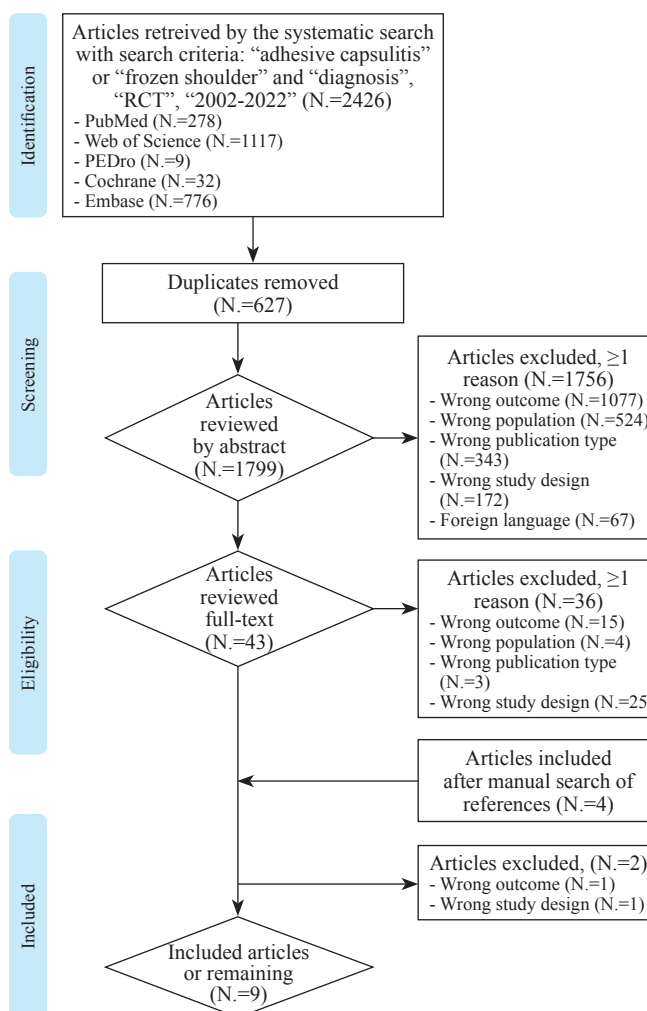 Identification
Articles retreived by the systematic search
with search criteria: “adhesive capsulitis”
or “frozen shoulder” and “diagnosis”,
“RCT”, “2002-2022” (N.=2426)
- PubMed (N.=278)
- Web of Science (N.=1117)
- PEDro (N.=9)
- Cochrane (N.=32)
- Embase (N.=776)
Screening
Duplicates removed
(N.=627)
Articles
reviewed
by abstract
(N.=1799)
Articles excluded, ≥1
reason (N.=1756)
- Wrong outcome (N.=1077)
- Wrong population (N.=524)
- Wrong publication type
(N.=343)
- Wrong study design
(N.=172)
- Foreign language (N.=67)
Eligibility
Articles
reviewed
full-text
(N.=43)
Articles excluded, ≥1
reason (N.=36)
- Wrong outcome (N.=15)
- Wrong population (N.=4)
- Wrong publication type
(N.=3)
- Wrong study design (N.=25
Articles included
after manual search of
references (N.=4)
Included
Articles excluded, (N.=2)
- Wrong outcome (N.=1)
- Wrong study design (N.=1)
Included articles
or remaining
(N.=9)